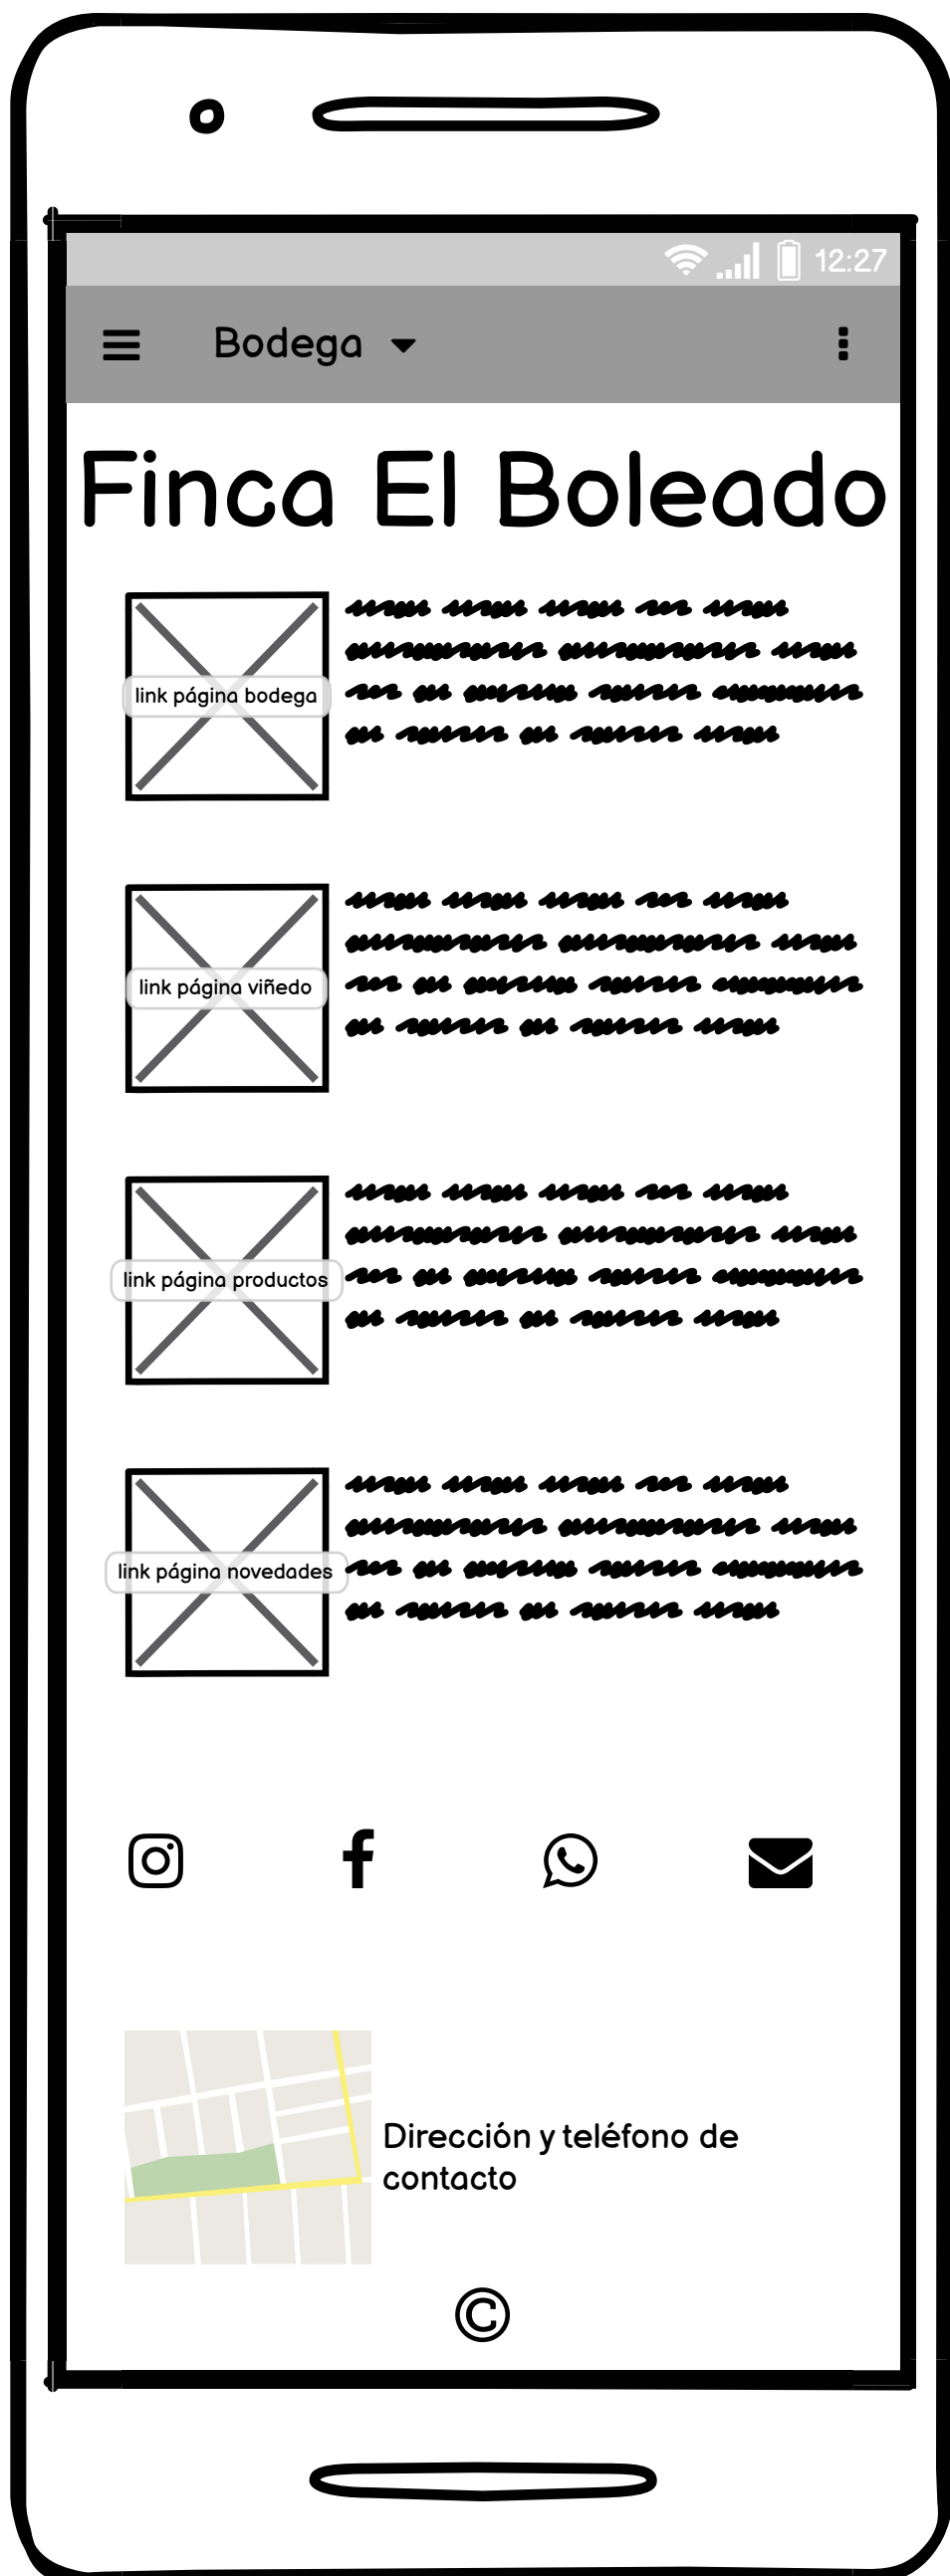 12:27
Bodega
Finca El Boleado
link página bodega
link página viñedo
link página productos
link página novedades
Dirección y teléfono de
contacto
©